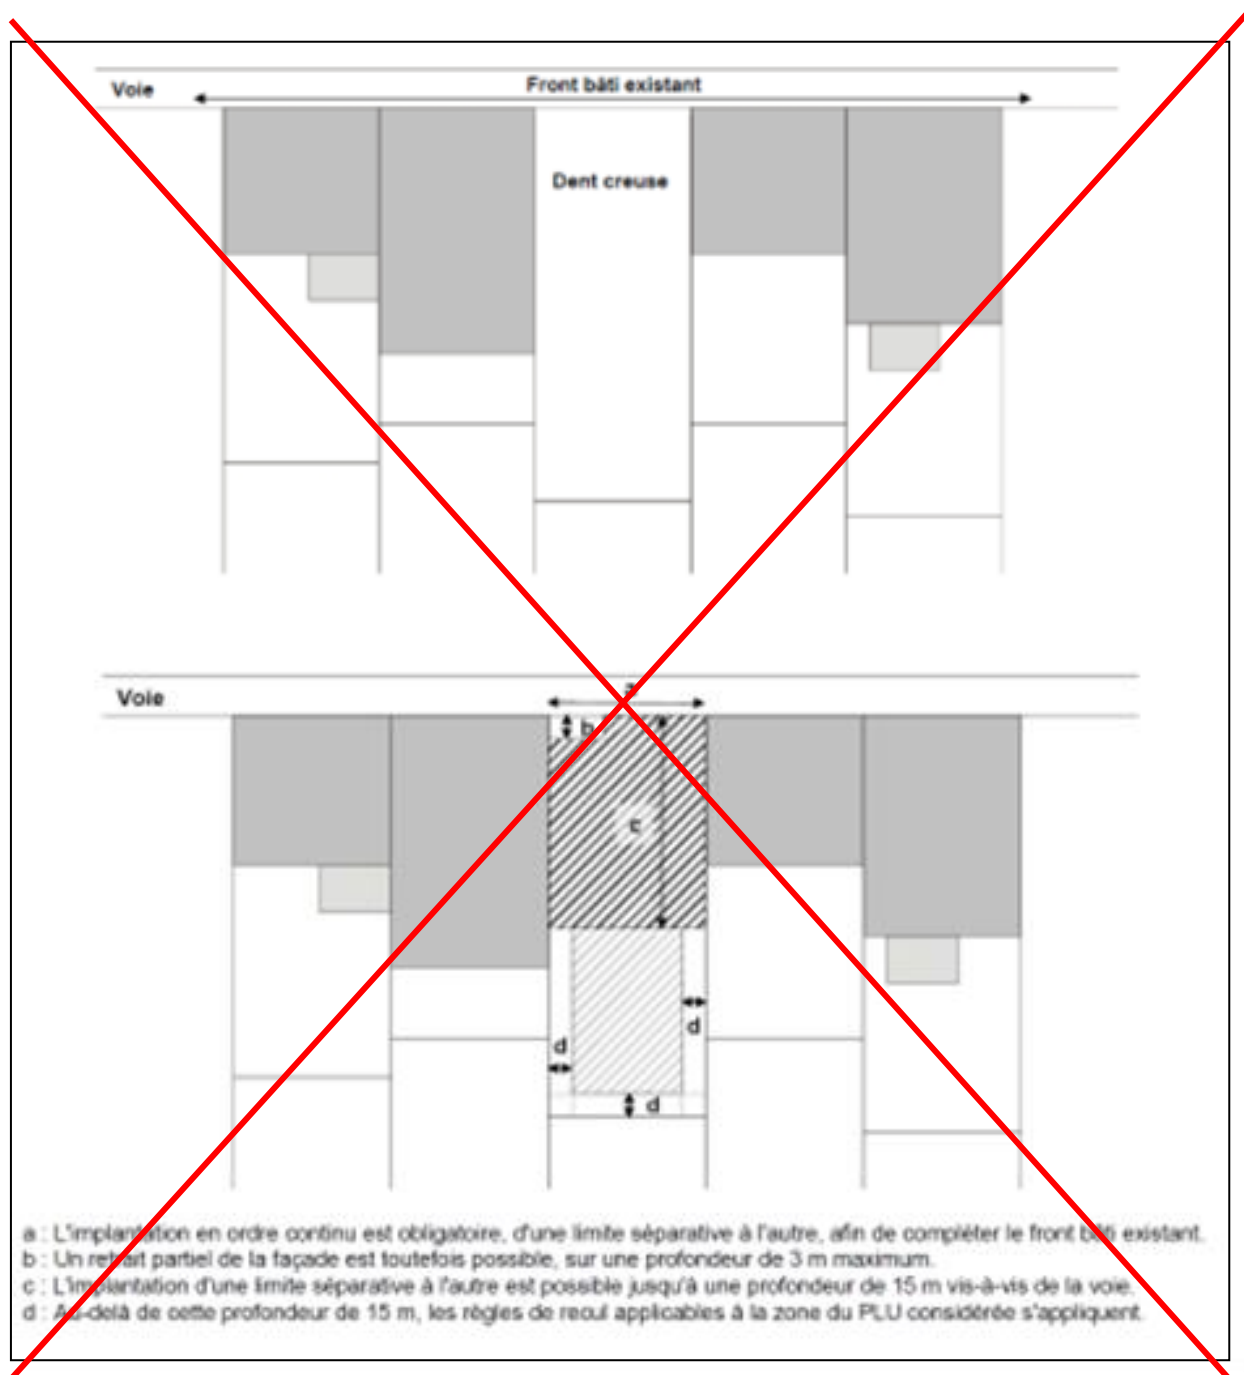 Voie
Front bâti existant
Dent creuse
Voie
a
b
c
d
d
d
a : L'implantation en ordre continu est obligatoire, d'une limite séparative à l'autre, afin de compléter le front bâti existant.
b : Un retrait partiel de la façade est toutefois possible, sur une profondeur de 3 m maximum.
c : L'implantation d'une limite séparative à l'autre est possible jusqu'à une profondeur de 15 m vis-à-vis de la voie.
d : Au-delà de cette profondeur de 15 m, les règles de recul applicables à la zone du PLU considérée s'appliquent.